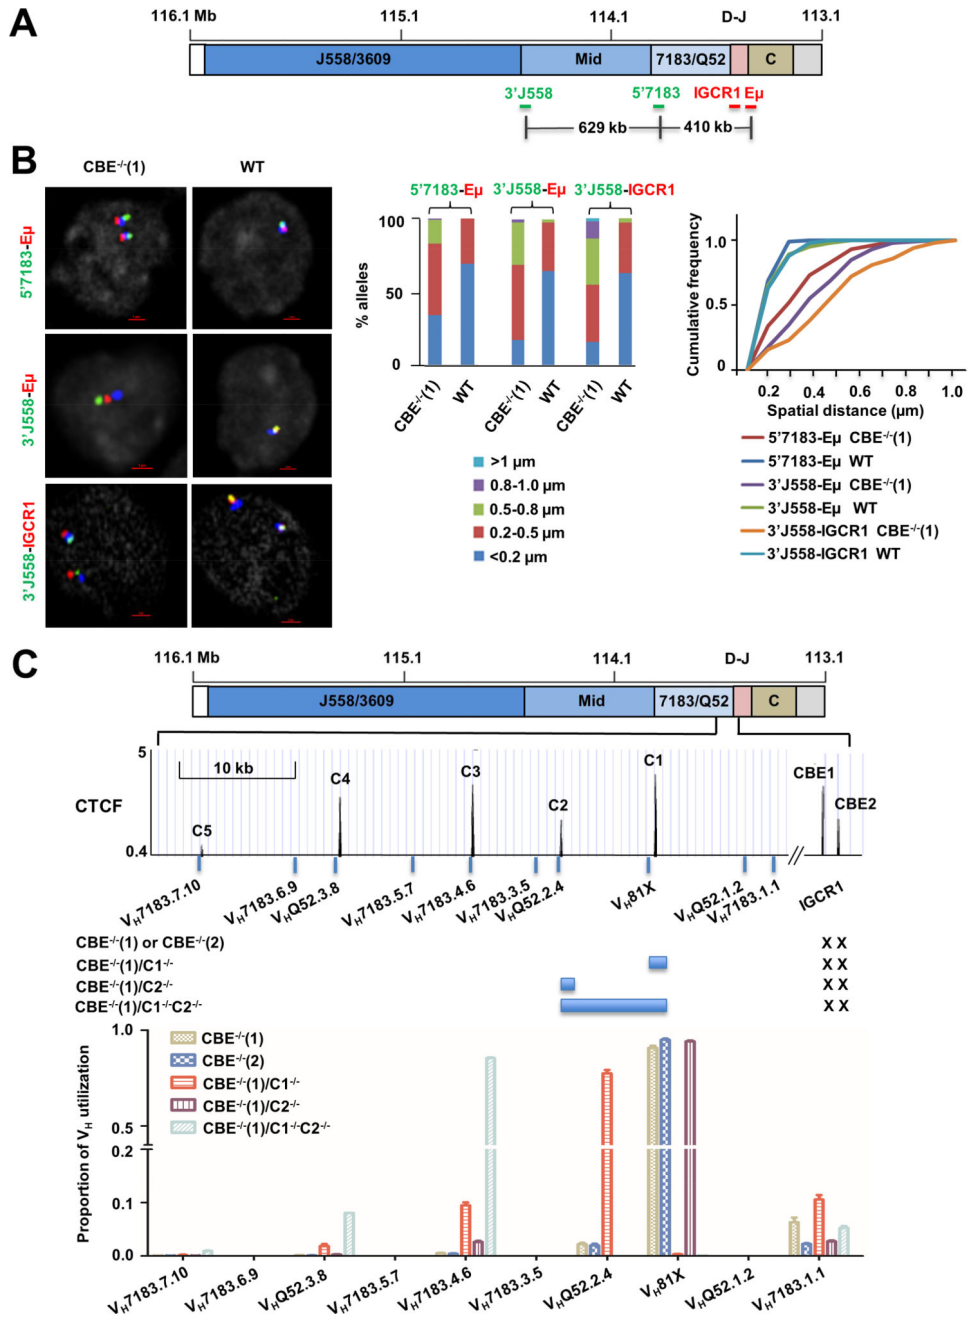 A
116.1 Mb 115.1 114.1 D-J 113.1
J558/3609 Mid 7183/Q52 C
3'J558 5'7183 IGCR1 Eμ
629 kb 410 kb
B
CBE-/-(1) WT
5'7183-Eμ
3'J558-Eμ
3'J558-IGCR1
5'7183-Eμ 3'J558-Eμ 3'J558-IGCR1
% alleles
100
50
0
CBE-/-(1) WT CBE-/-(1) WT CBE-/-(1) WT
>1 μm
0.8-1.0 μm
0.5-0.8 μm
0.2-0.5 μm
<0.2 μm
Cumulative frequency
1.0
0.5
0
0.2 0.4 0.6 0.8 1.0
Spatial distance (μm)
5'7183-Eμ CBE-/-(1)
5'7183-Eμ WT
3'J558-Eμ CBE-/-(1)
3'J558-Eμ WT
3'J558-IGCR1 CBE-/-(1)
3'J558-IGCR1 WT
C
116.1 Mb 115.1 114.1 D-J 113.1
J558/3609 Mid 7183/Q52 C
CTCF
5
0.4
10 kb
C5 C4 C3 C2 C1 CBE1 CBE2
//
VH7183.7.10 VH7183.6.9 VHQ52.3.8 VH7183.5.7 VH7183.4.6 VH7183.3.5 VHQ52.2.4 VH81X VHQ52.1.2 VH7183.1.1 IGCR1
CBE-/-(1) or CBE-/-(2) X X
CBE-/-(1)/C1-/- X X
CBE-/-(1)/C2-/- X X
CBE-/-(1)/C1-/-C2-/- X X
Proportion of VH utilization
1.0
0.5
0.2
0.1
0.0
CBE-/-(1)
CBE-/-(2)
CBE-/-(1)/C1-/-
CBE-/-(1)/C2-/-
CBE-/-(1)/C1-/-C2-/-
VH7183.7.10 VH7183.6.9 VHQ52.3.8 VH7183.5.7 VH7183.4.6 VH7183.3.5 VHQ52.2.4 VH81X VHQ52.1.2 VH7183.1.1